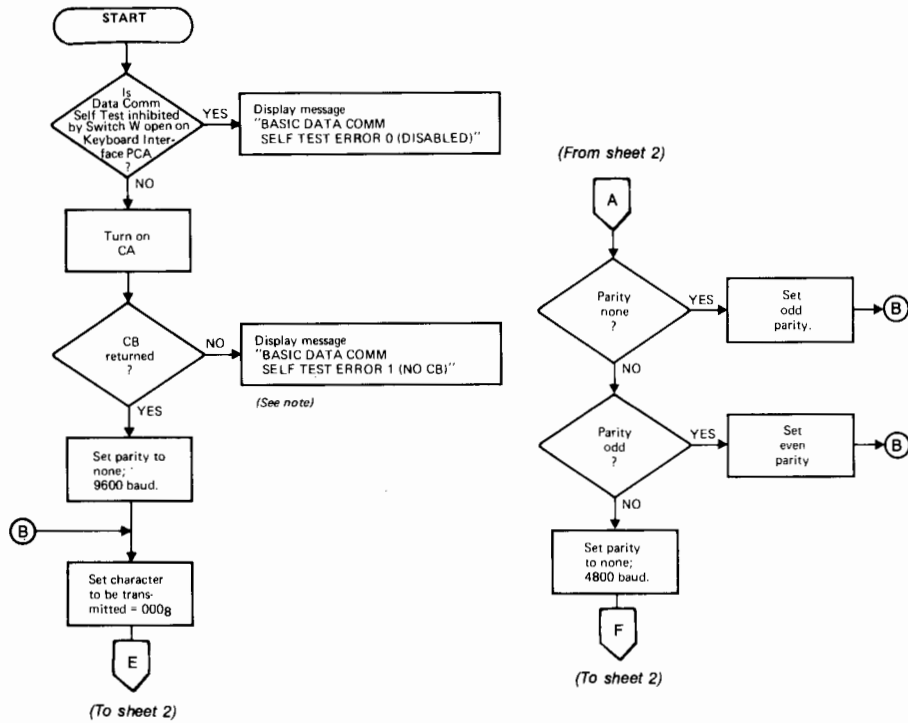 START
Is
Data Comm
Self Test inhibited
by Switch W open on
Keyboard Inter-
face PCA
?
YES
Display message
"BASIC DATA COMM
SELF TEST ERROR 0 (DISABLED)"
NO
Turn on
CA
CB
returned
?
NO
Display message
"BASIC DATA COMM
SELF TEST ERROR 1 (NO CB)"
(See note)
YES
Set parity to
none;
9600 baud.
B
Set character
to be trans-
mitted = 000₈
E
(To sheet 2)
(From sheet 2)
A
Parity
none
?
YES
Set
odd
parity.
B
NO
Parity
odd
?
YES
Set
even
parity
B
NO
Set parity
to none;
4800 baud.
F
(To sheet 2)